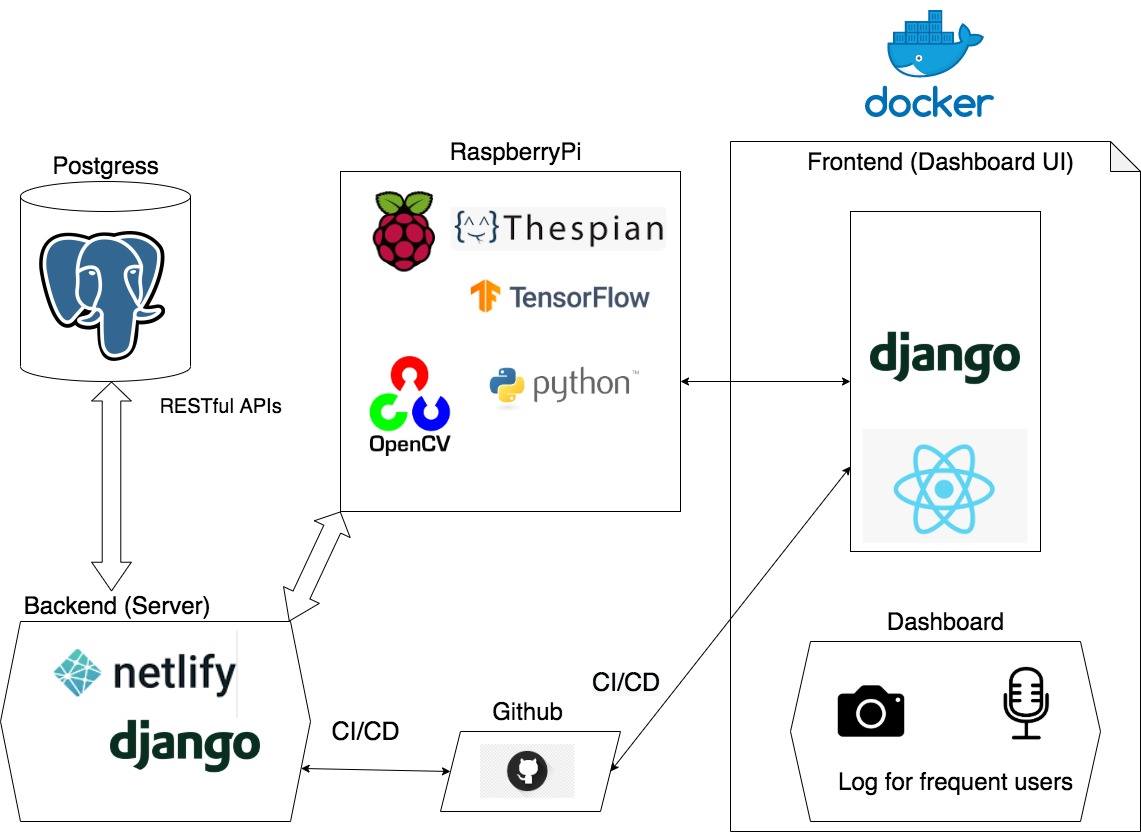 docker
RaspberryPi
Frontend (Dashboard UI)
Postgress
{^^} Thespian
TensorFlow
django
python™
RESTful APIs
OpenCV
Backend (Server)
Dashboard
netlify
CI/CD
Github
CI/CD
django
Log for frequent users